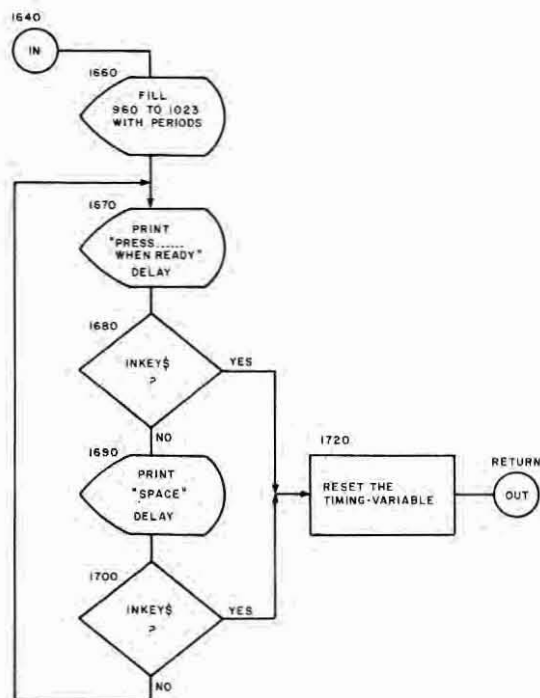 1640
IN
1660
FILL
960 TO 1023
WITH PERIODS
1670
PRINT
"PRESS......
WHEN READY"
DELAY
1680
INKEY$
?
YES
NO
1690
PRINT
"SPACE"
DELAY
1700
INKEY$
?
YES
NO
1720
RESET THE
TIMING-VARIABLE
RETURN
OUT